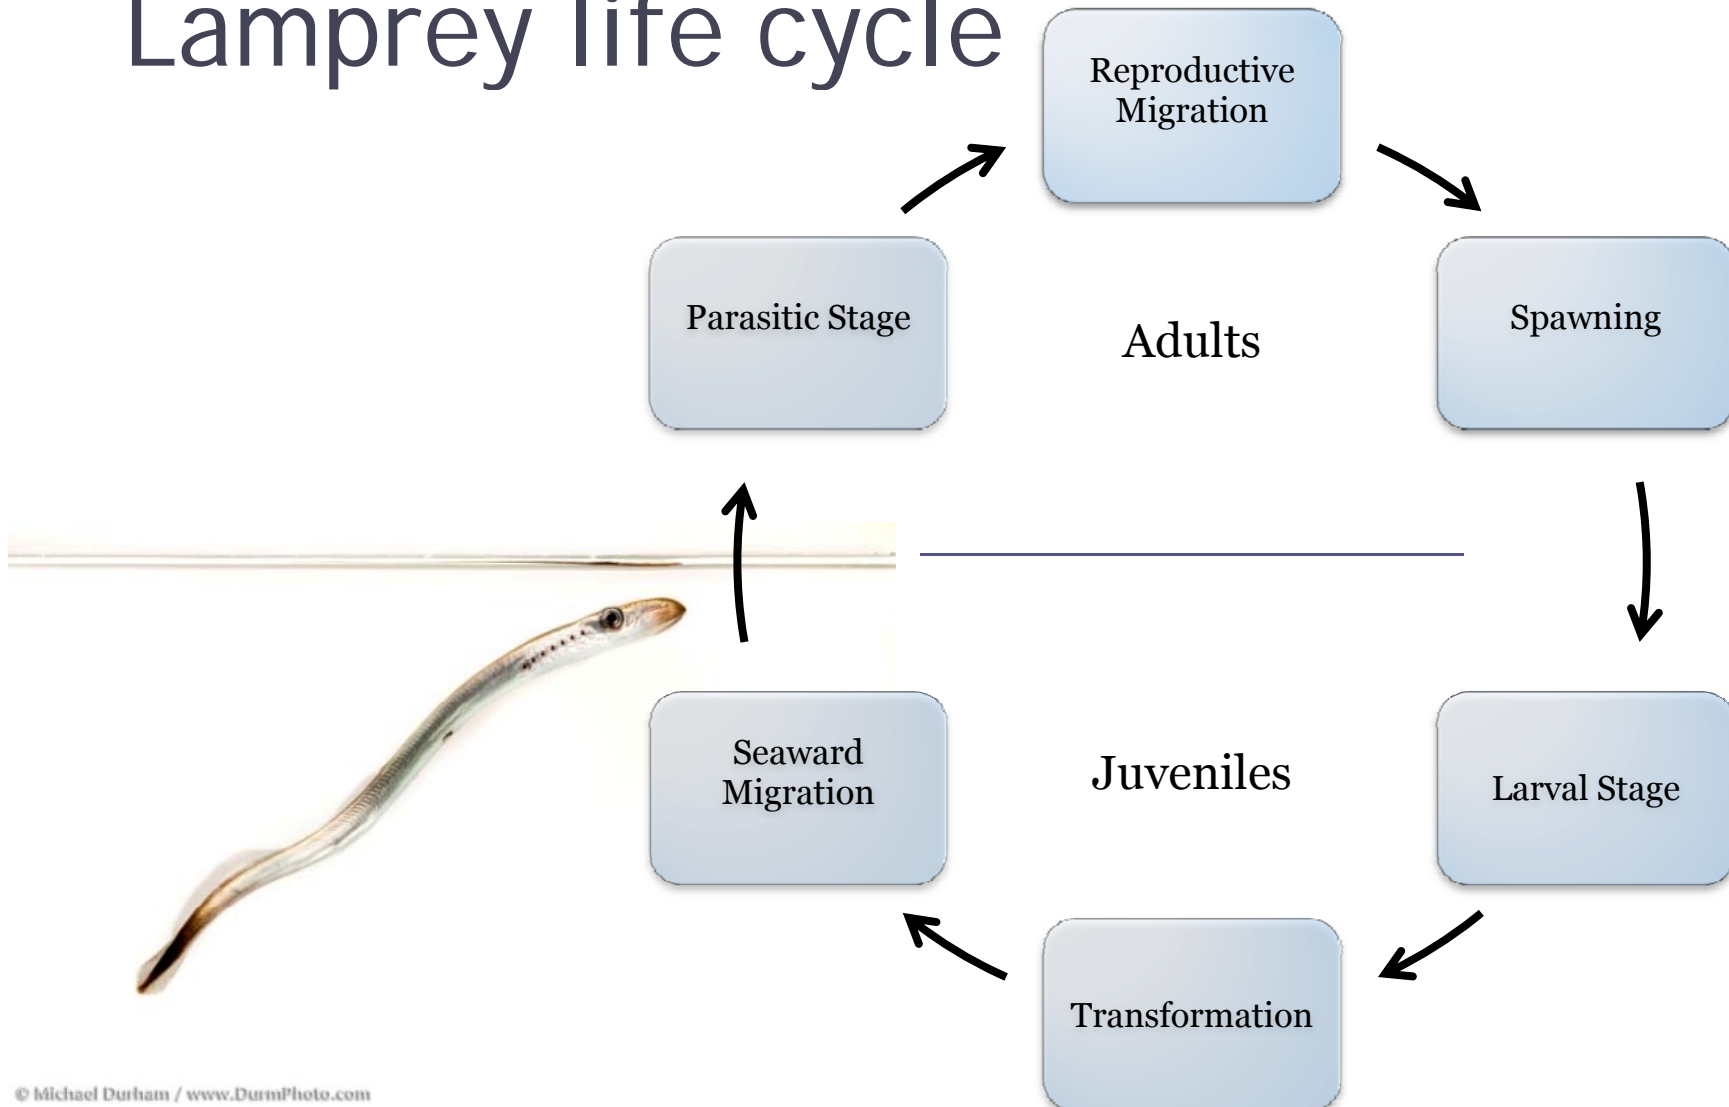 Lamprey life cycle
Reproductive
Migration
Parasitic Stage
Adults
Spawning
Seaward
Migration
Juveniles
Larval Stage
Transformation
© Michael Durham / www.DurmPhoto.com